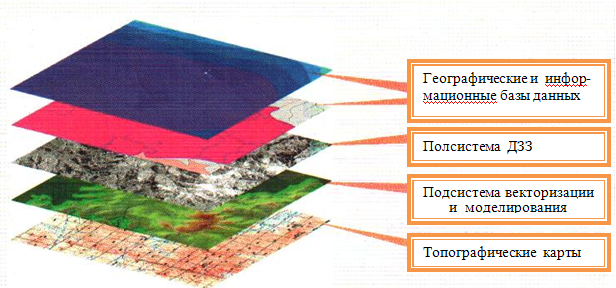 Географические и инфор-
мационные базы данных
Полсистема ДЗЗ
Подсистема векторизации
и моделирования
Топографические карты